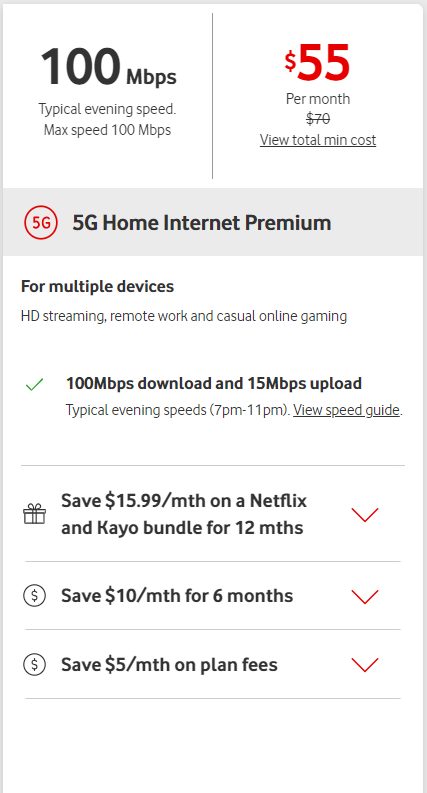 100 Mbps
Typical evening speed.
Max speed 100 Mbps
$55
Per month
$70
View total min cost
5G
5G Home Internet Premium
For multiple devices
HD streaming, remote work and casual online gaming
100Mbps download and 15Mbps upload
Typical evening speeds (7pm-11pm). View speed guide.
Save $15.99/mth on a Netflix
and Kayo bundle for 12 mths
$
Save $10/mth for 6 months
$
Save $5/mth on plan fees